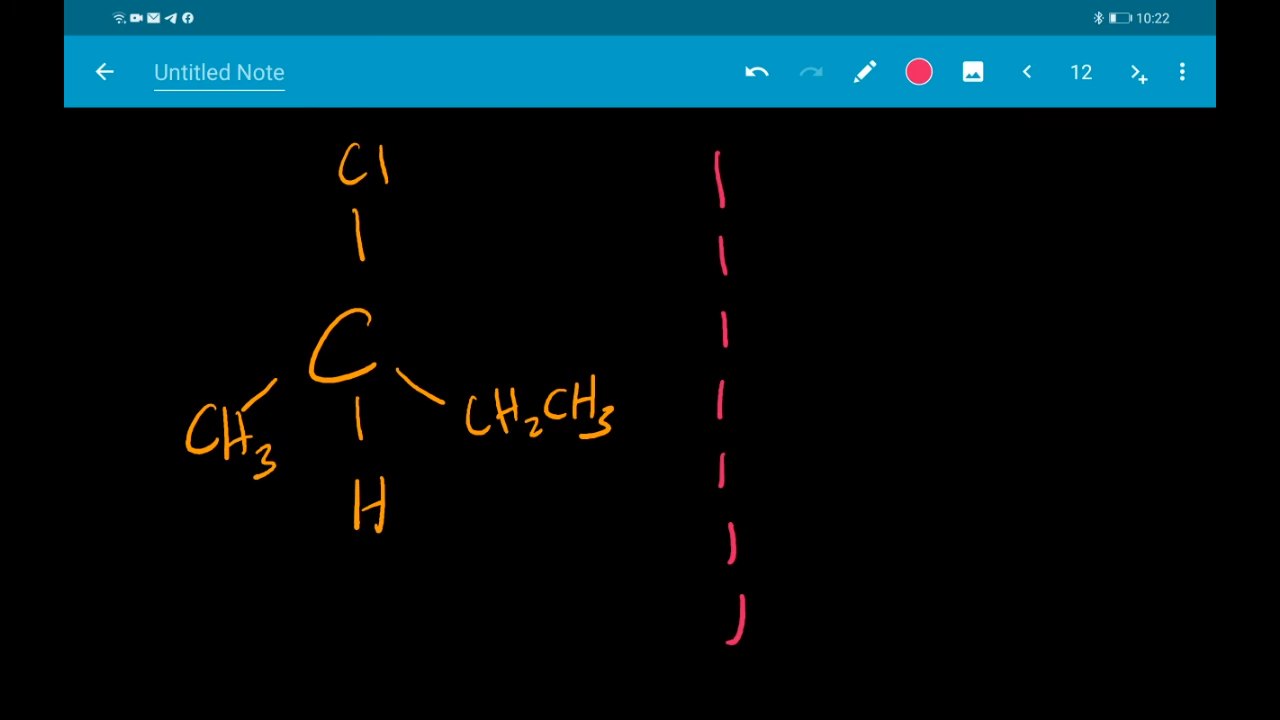 10:22
Untitled Note
12
Cl
C
CH₃
CH₂CH₃
H